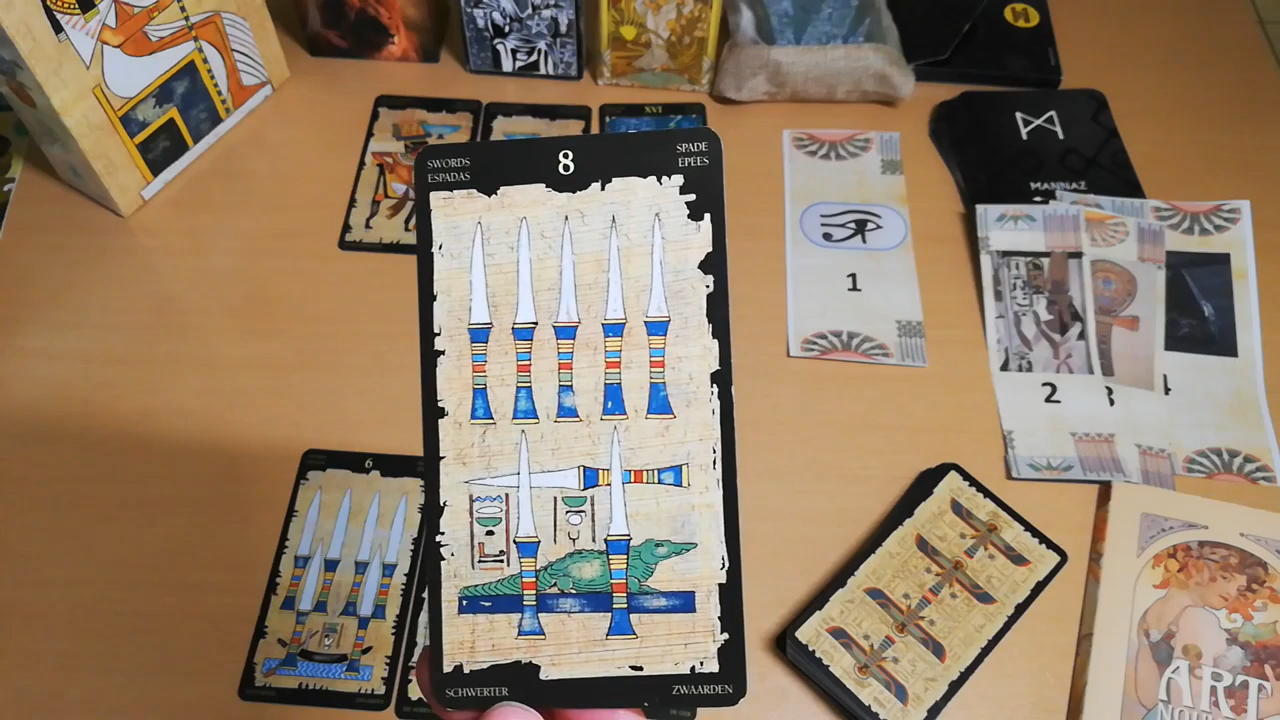 XVI
SWORDS
ESPADAS
8
SPADE
ÉPÉES
SCHWERTER
ZWAARDEN
6
1
MANNAZ
2
3
ART